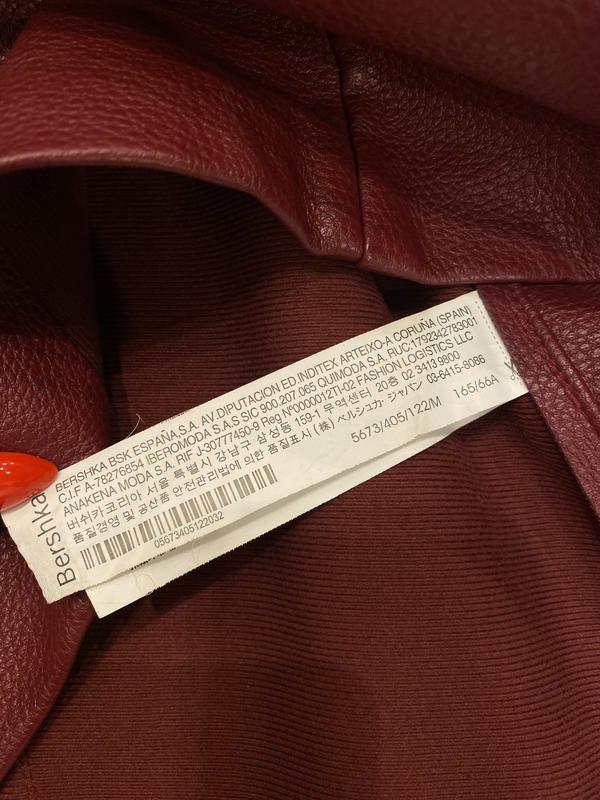 Bershka
BERSHKA BSK ESPAÑA,S.A. AV.DIPUTACION ED.INDITEX ARTEIXO-A CORUÑA (SPAIN)
C.I.F A-78276854 IBEROMODA S.A.S SIC 900.207.065 QUIMODA S.A. RUC:1792342783001
ANAKENA MODA S.A. RIF J-30777450-9 Reg Nº0000012TI-02 FASHION LOGISTICS LLC
버쉬카코리아 서울 특별시 강남구 삼성동 159-1 무역센터 20층 02 3413 9800
품질경영 및 공산품 안전관리법에 의한 품질표시 (株) ベルシュカ・ジャパン 03-6415-8086
5673/405/122/M 165/66A
05673405122032